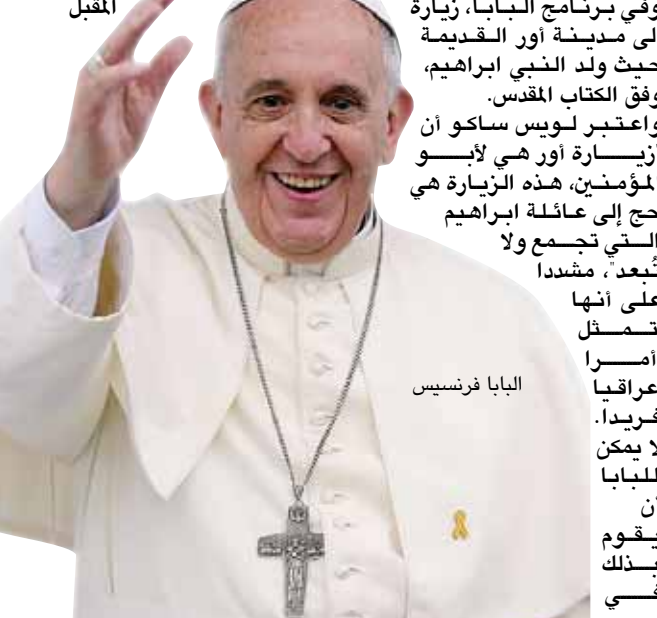 المقبل
وفي برنامج البابا، زيارة
لى مدينة أور القديمة
حيث ولد النبي ابراهيم،
وفق الكتاب المقدس.
واعتبر لويس ساكو أن
زيارة أور هي لأبو
لمؤمنين، هذه الزيارة هي
حج إلى عائلة ابراهيم
التي تجمع ولا
تُبعد"، مشددا
على أنها
تمثل
أمرا
عراقيا
فريدا.
لا يمكن
للبابا
أن
يقوم
بذلك
في
البابا فرنسيس